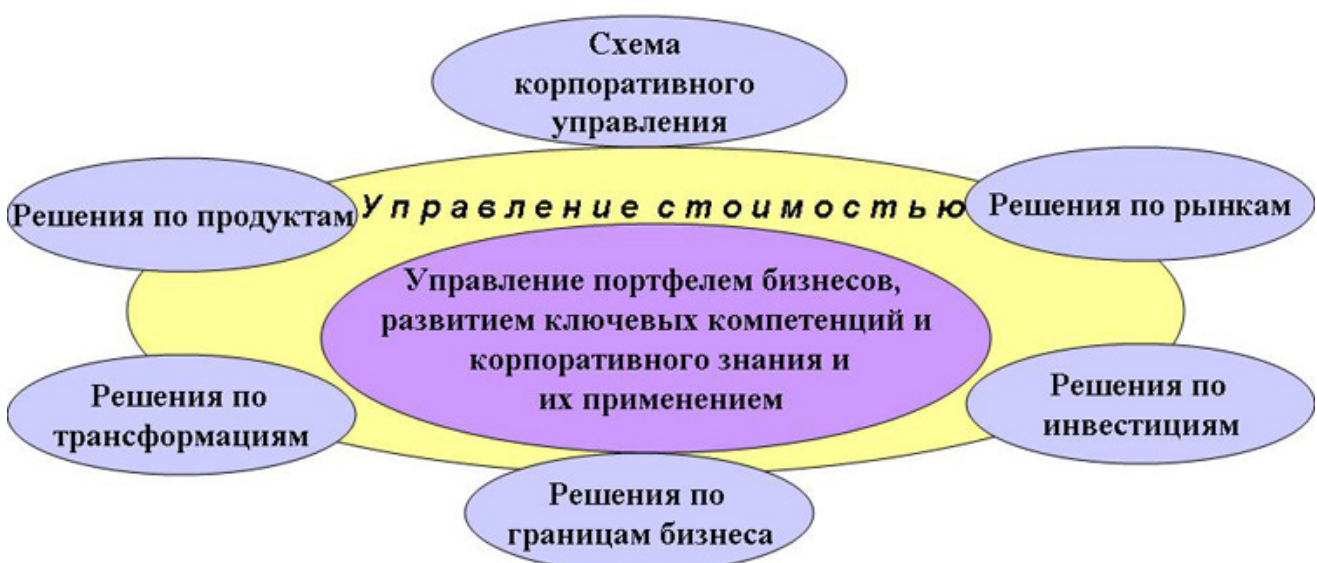 Схема
корпоративного
управления
Решения по продуктам
Управление стоимостью
Решения по рынкам
Управление портфелем бизнесов,
развитием ключевых компетенций и
корпоративного знания и
их применением
Решения по
трансформациям
Решения по
инвестициям
Решения по
границам бизнеса